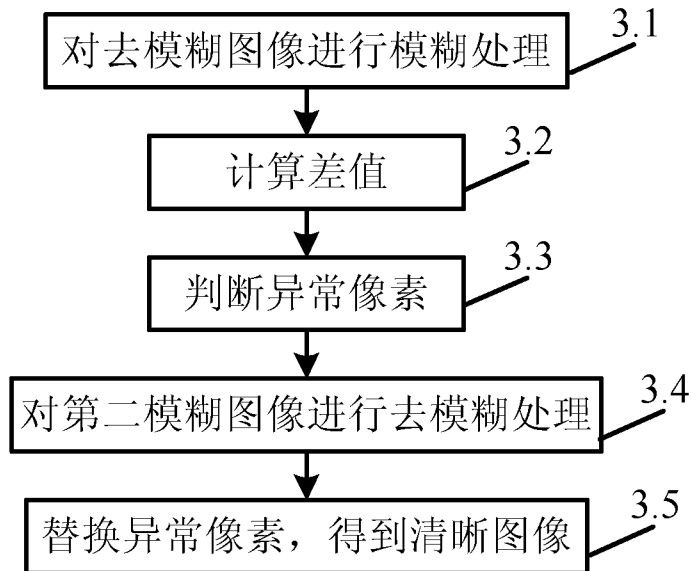 对去模糊图像进行模糊处理
3.1
计算差值
3.2
判断异常像素
3.3
对第二模糊图像进行去模糊处理
3.4
替换异常像素，得到清晰图像
3.5